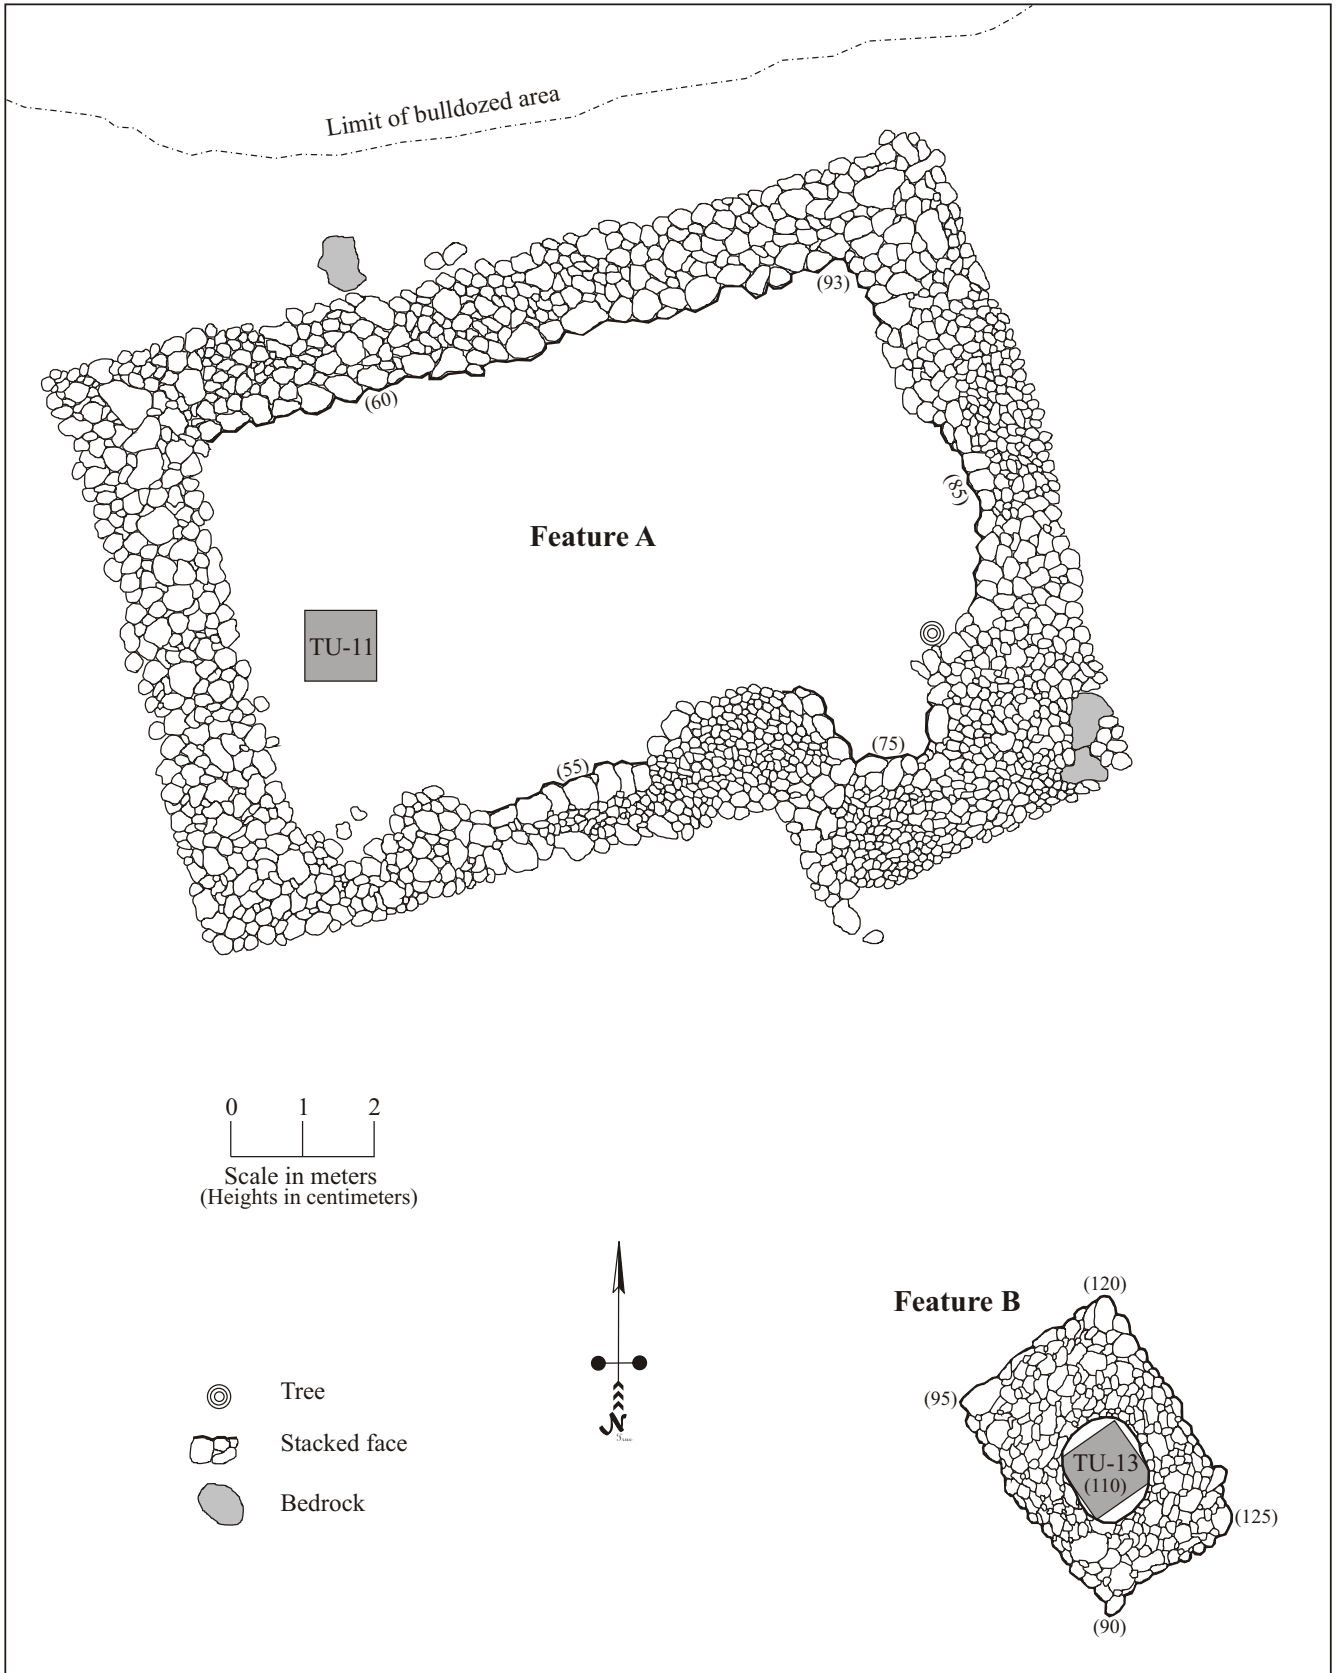 Limit of bulldozed area
(93)
(60)
(85)
Feature A
TU-11
(75)
(55)
0 1 2
Scale in meters
(Heights in centimeters)
(120)
Feature B
Tree
(95)
Stacked face
TU-13
(110)
Bedrock
(125)
(90)
N